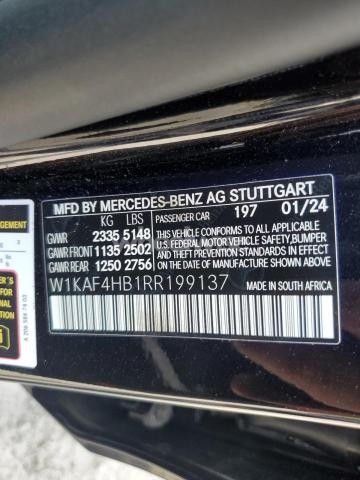 MFD BY MERCEDES-BENZ AG STUTTGART
KG LBS
GVWR 2335 5148
GAWR FRONT 1135 2502
GAWR REAR 1250 2756
PASSENGER CAR 197 01/24
THIS VEHICLE CONFORMS TO ALL APPLICABLE
U.S. FEDERAL MOTOR VEHICLE SAFETY, BUMPER,
AND THEFT PREVENTION STANDARDS IN
EFFECT ON THE DATE OF MANUFACTURE
SHOWN ABOVE.
W1KAF4HB1RR199137
MADE IN SOUTH AFRICA